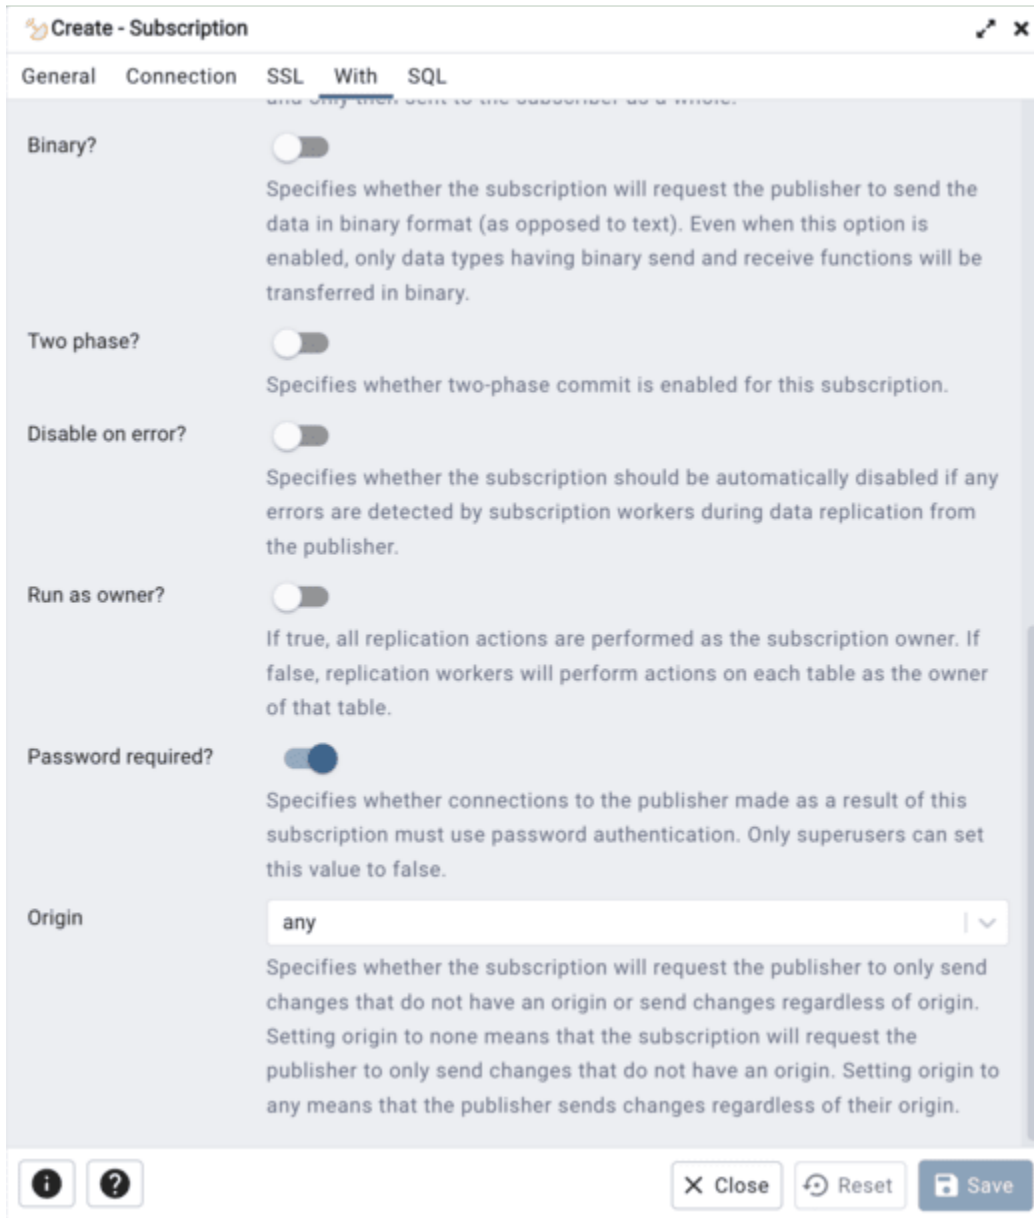 Create - Subscription
General Connection SSL With SQL
and only then sent to the subscriber as a whole.
Binary?
Specifies whether the subscription will request the publisher to send the
data in binary format (as opposed to text). Even when this option is
enabled, only data types having binary send and receive functions will be
transferred in binary.
Two phase?
Specifies whether two-phase commit is enabled for this subscription.
Disable on error?
Specifies whether the subscription should be automatically disabled if any
errors are detected by subscription workers during data replication from
the publisher.
Run as owner?
If true, all replication actions are performed as the subscription owner. If
false, replication workers will perform actions on each table as the owner
of that table.
Password required?
Specifies whether connections to the publisher made as a result of this
subscription must use password authentication. Only superusers can set
this value to false.
Origin
any
Specifies whether the subscription will request the publisher to only send
changes that do not have an origin or send changes regardless of origin.
Setting origin to none means that the subscription will request the
publisher to only send changes that do not have an origin. Setting origin to
any means that the publisher sends changes regardless of their origin.
Close Reset Save